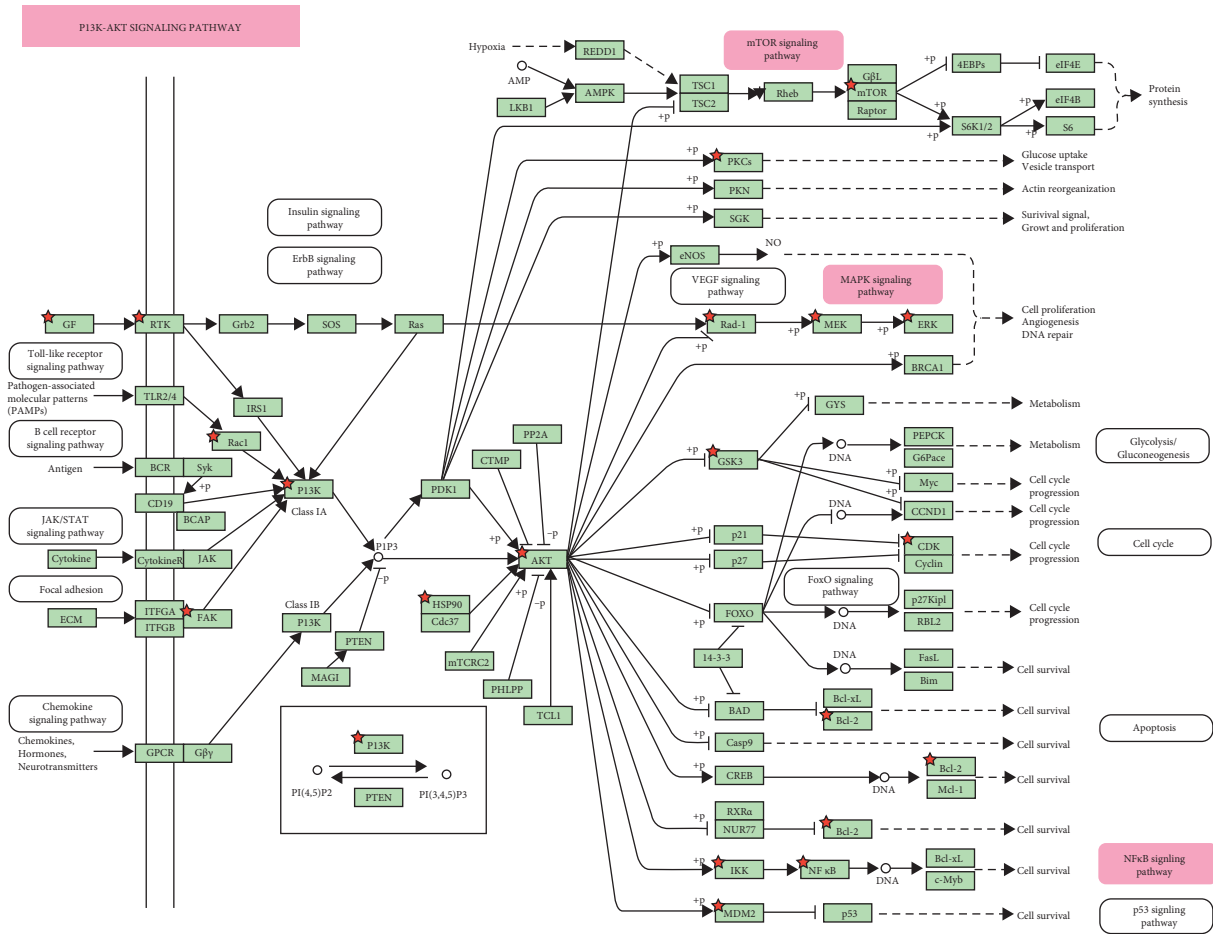 P13K-AKT SIGNALING PATHWAY
Hypoxia
REDD1
mTOR signaling
pathway
AMP
LKB1
AMPK
TSC1
TSC2
+p
Rheb
GβL
mTOR
Raptor
+p
4EBPs
eIF4E
+p
S6K1/2
+p
+p
eIF4B
+p
S6
Protein
synthesis
+p
PKCs
Glucose uptake
Vesicle transport
+p
PKN
Actin reorgeanization
+p
SGK
Surivival signal,
Growt and proliferation
Insulin signaling
pathway
ErbB signaling
pathway
+p
eNOS
NO
VEGF signaling
pathway
MAPK signaling
pathway
GF
RTK
Grb2
SOS
Ras
Rad-1
+p
+p
MEK
+p
ERK
Cell proliferation
Angiogenesis
DNA repair
+p
BRCA1
Toll-like receptor
signaling pathway
Pathogen-associated
molecular patterns
(PAMPs)
TLR2/4
IRS1
Rac1
B cell receptor
signaling pathway
Antigen
BCR
Syk
+p
CD19
BCAP
P13K
Class IA
JAK/STAT
signaling pathway
Cytokine
CytokineR
JAK
Focal adhesion
ECM
ITFGA
ITFGB
FAK
Chemokine
signaling pathway
Chemokines,
Hormones,
Neurotransmitters
GPCR
Gβγ
P1P3
−p
Class IB
P13K
PTEN
MAGI
PDK1
CTMP
PP2A
+p
−p
AKT
HSP90
Cdc37
+p
−p
mTCRC2
PHLPP
TCL1
P13K
PI(4,5)P2
PI(3,4,5)P3
PTEN
+p
GYS
Metabolism
+p
GSK3
DNA
PEPCK
G6Pace
Metabolism
Glycolysis/
Gluconeogenesis
Myc
Cell cycle
progression
DNA
+p
CCND1
Cell cycle
progression
+p
p21
+p
p27
CDK
Cyclin
Cell cycle
progression
Cell cycle
FoxO signaling
pathway
+p
FOXO
DNA
p27Kipl
RBL2
Cell cycle
progression
14-3-3
DNA
FasL
Bim
Cell survival
+p
BAD
Bcl-xL
Bcl-2
Cell survival
Apoptosis
+p
Casp9
Cell survival
+p
CREB
DNA
Bcl-2
Mcl-1
Cell survival
+p
RXRα
NUR77
Bcl-2
Cell survival
+p
IKK
NF κB
DNA
Bcl-xL
c-Myb
Cell survival
NFκB signling
pathway
+p
MDM2
p53
Cell survival
p53 signling
pathway